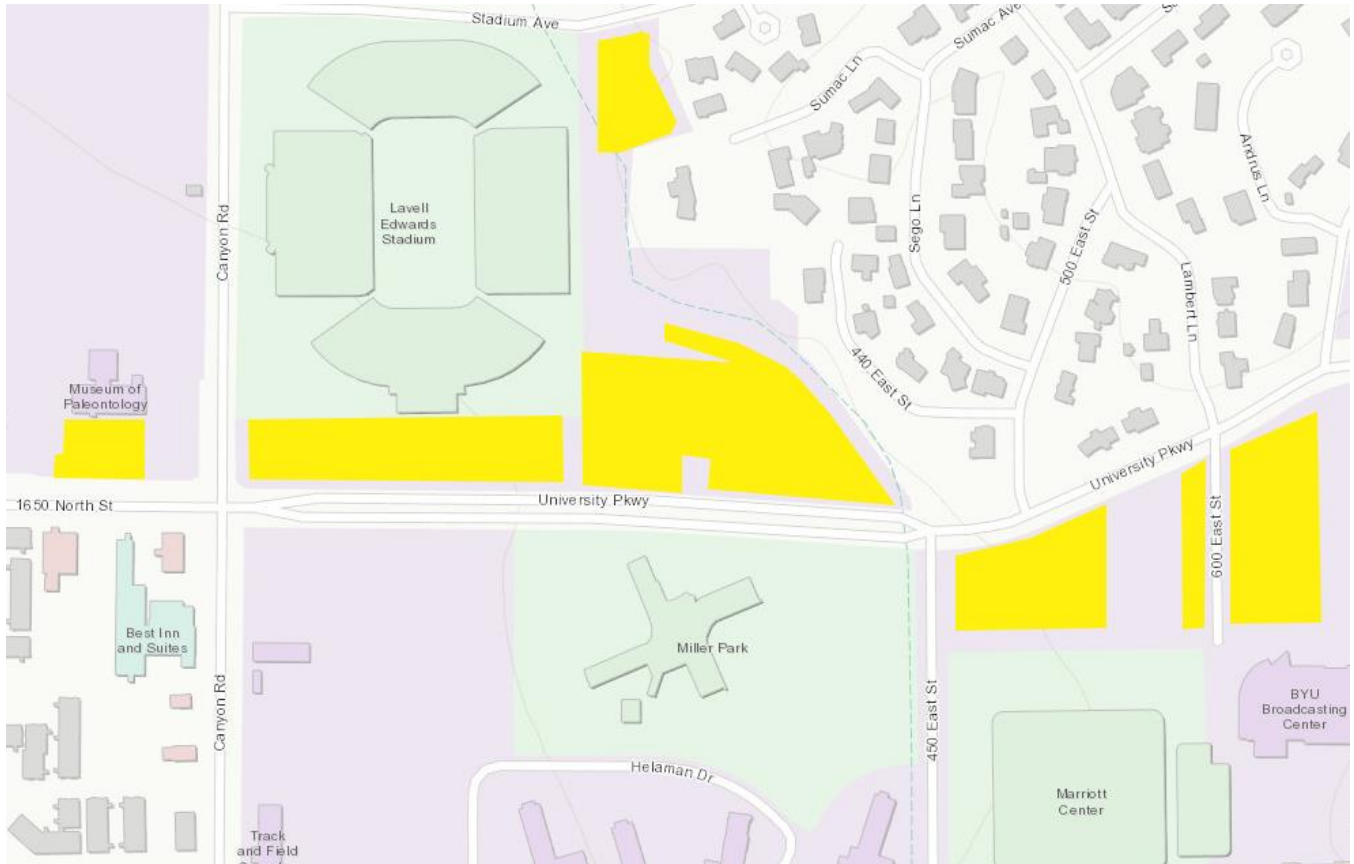 Stadium Ave
Sumac Ave
Sumac Ln
Sego Ln
Andrus Ln
Canyon Rd
Lavell
Edwards
Stadium
500 East St
Lambert Ln
440 East St
Museum of
Paleontology
University Pkwy
1650 North St
University Pkwy
600 East St
Best Inn
and Suites
Miller Park
Canyon Rd
450 East St
BYU
Broadcasting
Center
Helaman Dr
Marriott
Center
Track
and Field